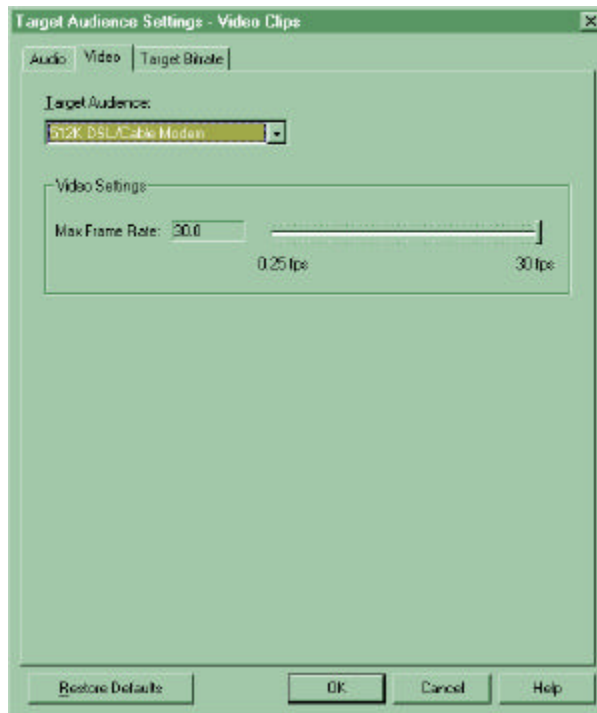 Target Audience Settings - Video Clips
Audio Video Target Bitrate
Target Audience:
512K DSL/Cable Modem
Video Settings
Max Frame Rate: 30.0
0.25 fps 30 fps
Restore Defaults OK Cancel Help